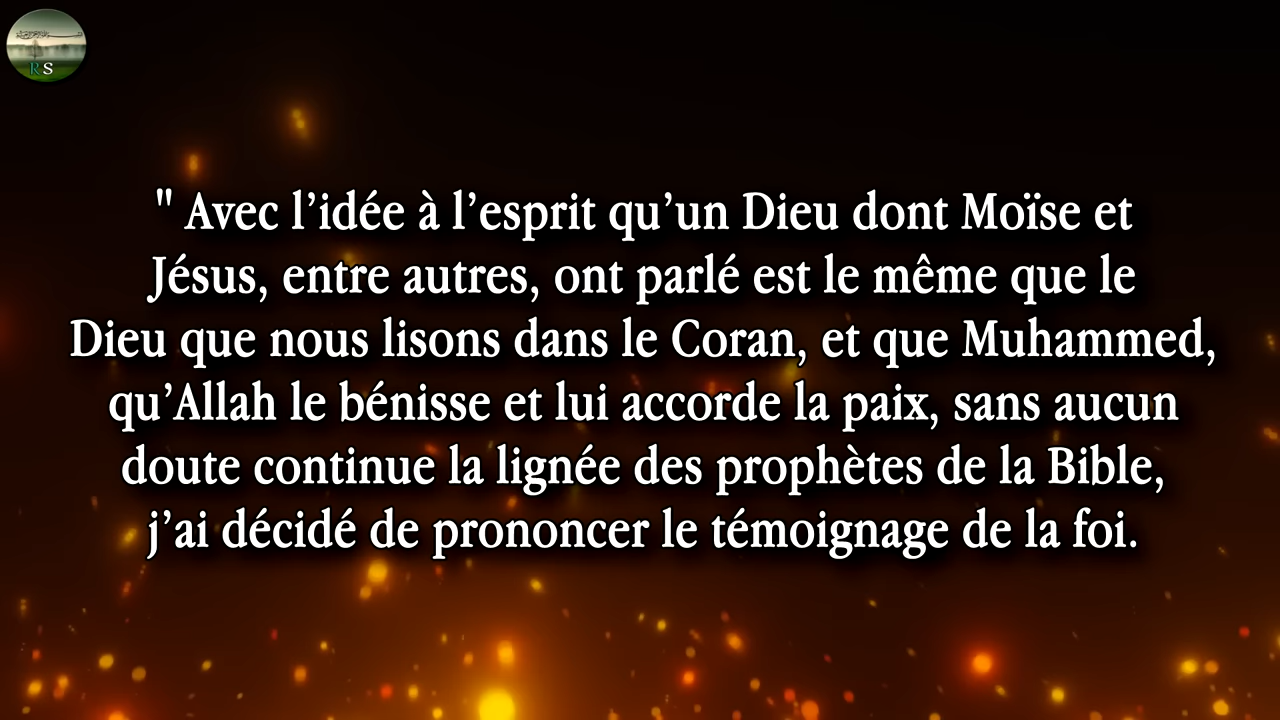 RS
" Avec l’idée à l’esprit qu’un Dieu dont Moïse et
Jésus, entre autres, ont parlé est le même que le
Dieu que nous lisons dans le Coran, et que Muhammed,
qu’Allah le bénisse et lui accorde la paix, sans aucun
doute continue la lignée des prophètes de la Bible,
j’ai décidé de prononcer le témoignage de la foi.